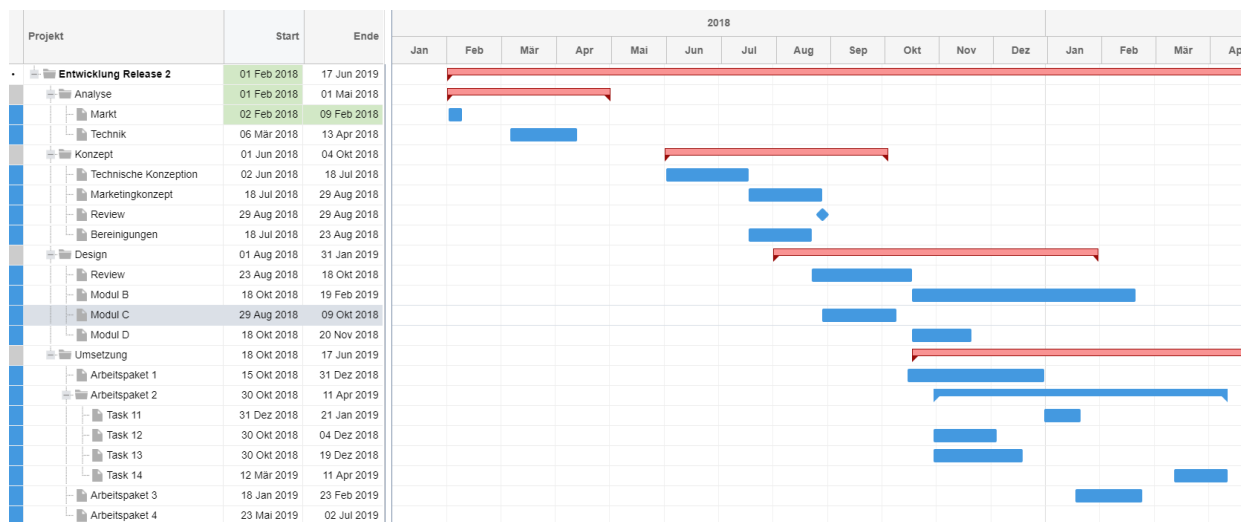 2018
Projekt Start Ende Jan Feb Mär Apr Mai Jun Jul Aug Sep Okt Nov Dez Jan Feb Mär Ap
Entwicklung Release 2 01 Feb 2018 17 Jun 2019
Analyse 01 Feb 2018 01 Mai 2018
Markt 02 Feb 2018 09 Feb 2018
Technik 06 Mär 2018 13 Apr 2018
Konzept 01 Jun 2018 04 Okt 2018
Technische Konzeption 02 Jun 2018 18 Jul 2018
Marketingkonzept 18 Jul 2018 29 Aug 2018
Review 29 Aug 2018 29 Aug 2018
Bereinigungen 18 Jul 2018 23 Aug 2018
Design 01 Aug 2018 31 Jan 2019
Review 23 Aug 2018 18 Okt 2018
Modul B 18 Okt 2018 19 Feb 2019
Modul C 29 Aug 2018 09 Okt 2018
Modul D 18 Okt 2018 20 Nov 2018
Umsetzung 18 Okt 2018 17 Jun 2019
Arbeitspaket 1 15 Okt 2018 31 Dez 2018
Arbeitspaket 2 30 Okt 2018 11 Apr 2019
Task 11 31 Dez 2018 21 Jan 2019
Task 12 30 Okt 2018 04 Dez 2018
Task 13 30 Okt 2018 19 Dez 2018
Task 14 12 Mär 2019 11 Apr 2019
Arbeitspaket 3 18 Jan 2019 23 Feb 2019
Arbeitspaket 4 23 Mai 2019 02 Jul 2019